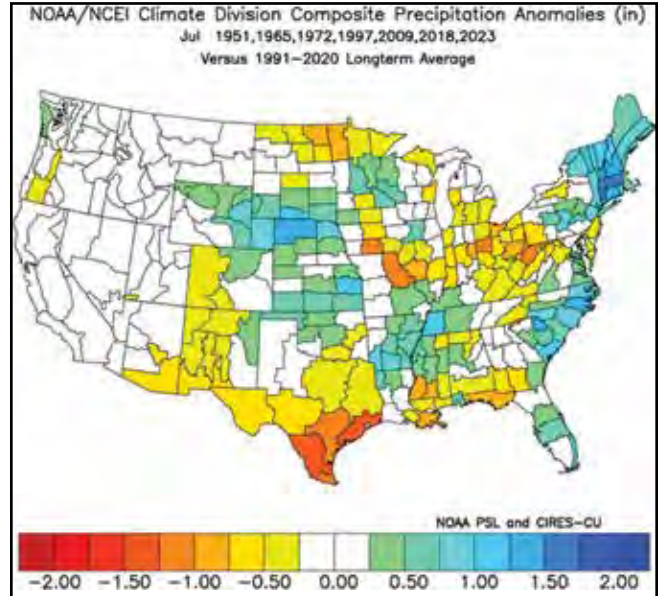 NOAA/NCEI Climate Division Composite Precipitation Anomalies (in)
Jul 1951,1965,1972,1997,2009,2018,2023
Versus 1991−2020 Longterm Average
NOAA PSL and CIRES−CU
−2.00 −1.50 −1.00 −0.50 0.00 0.50 1.00 1.50 2.00